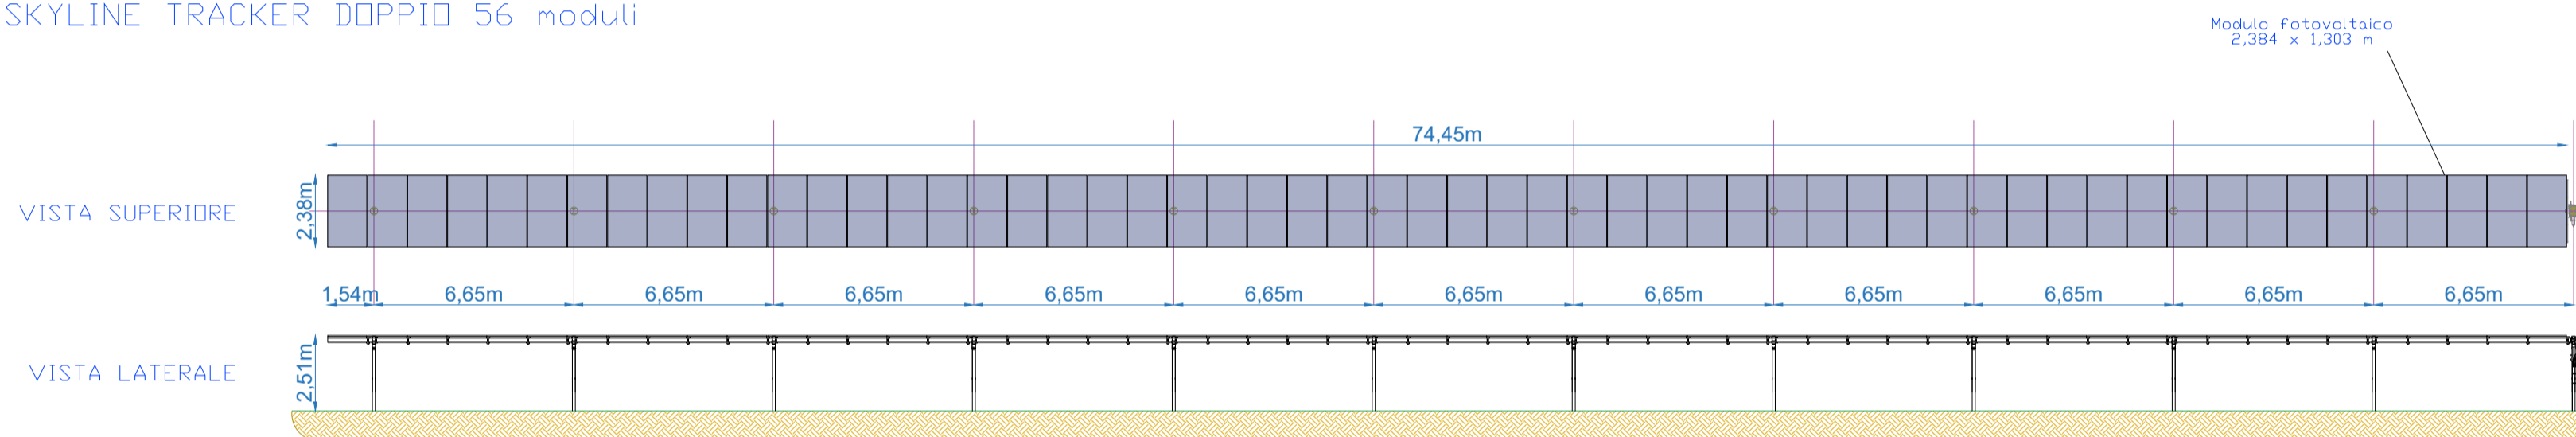 SKYLINE TRACKER DOPPIO 56 moduli
Modulo fotovoltaico
2,384 x 1,303 m
74,45m
VISTA SUPERIORE
2,38m
1,54m 6,65m 6,65m 6,65m 6,65m 6,65m 6,65m 6,65m 6,65m 6,65m 6,65m 6,65m
VISTA LATERALE
2,51m